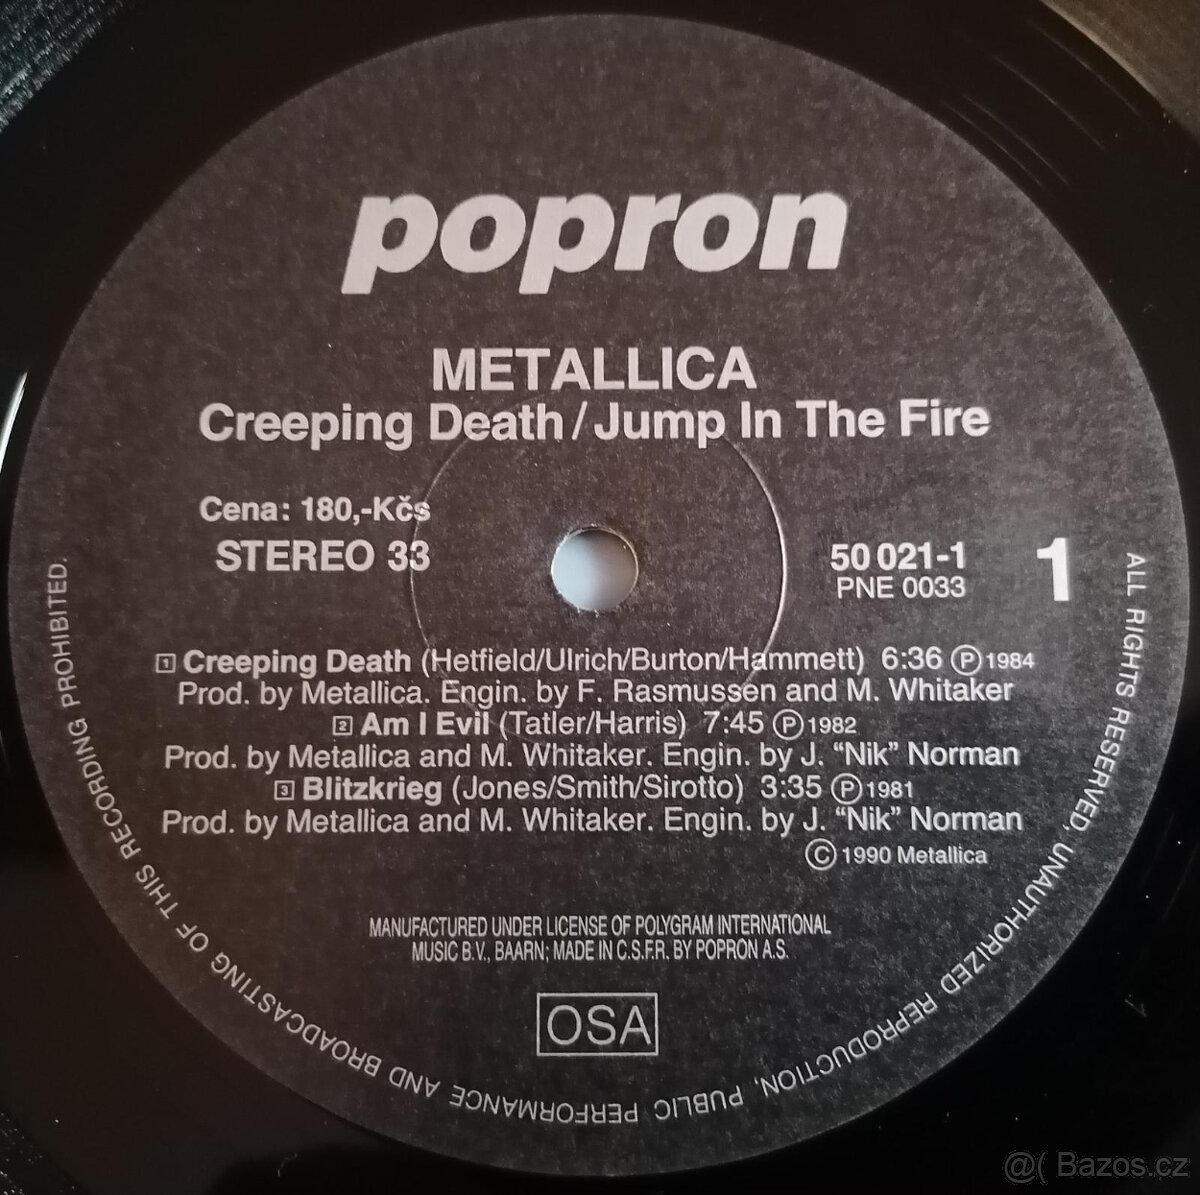 popron
METALLICA
Creeping Death/Jump In The Fire
Cena: 180,-Kčs
STEREO 33
50 021-1
PNE 0033
1
1 Creeping Death (Hetfield/Ulrich/Burton/Hammett) 6:36 Ⓟ 1984
Prod. by Metallica. Engin. by F. Rasmussen and M. Whitaker
2 Am I Evil (Tatler/Harris) 7:45 Ⓟ 1982
Prod. by Metallica and M. Whitaker. Engin. by J. “Nik” Norman
3 Blitzkrieg (Jones/Smith/Sirotto) 3:35 Ⓟ 1981
Prod. by Metallica and M. Whitaker. Engin. by J. “Nik” Norman
© 1990 Metallica
MANUFACTURED UNDER LICENSE OF POLYGRAM INTERNATIONAL
MUSIC B.V., BAARN; MADE IN C.S.F.R. BY POPRON A.S.
OSA
ALL RIGHTS RESERVED, UNAUTHORIZED REPRODUCTION, PUBLIC PERFORMANCE AND BROADCASTING OF THIS RECORDING PROHIBITED.
@( Bazos.cz